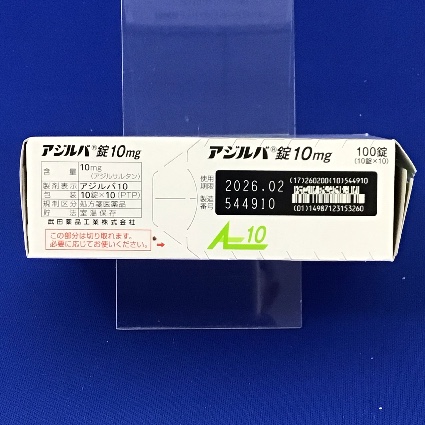 アジルバ®錠10mg
含量 10mg
(アジルサルタン)
製剤表示 アジルバ10
包装 10錠×10(PTP)
規制区分 処方箋医薬品
貯法 室温保存
武田薬品工業株式会社
この部分は切り取れます。
必要に応じてお使いください。
アジルバ®錠10mg
100錠
(10錠×10)
使用期限 2026.02
製造番号 544910
(17)260200(10)544910
(01)14987123153260
A 10